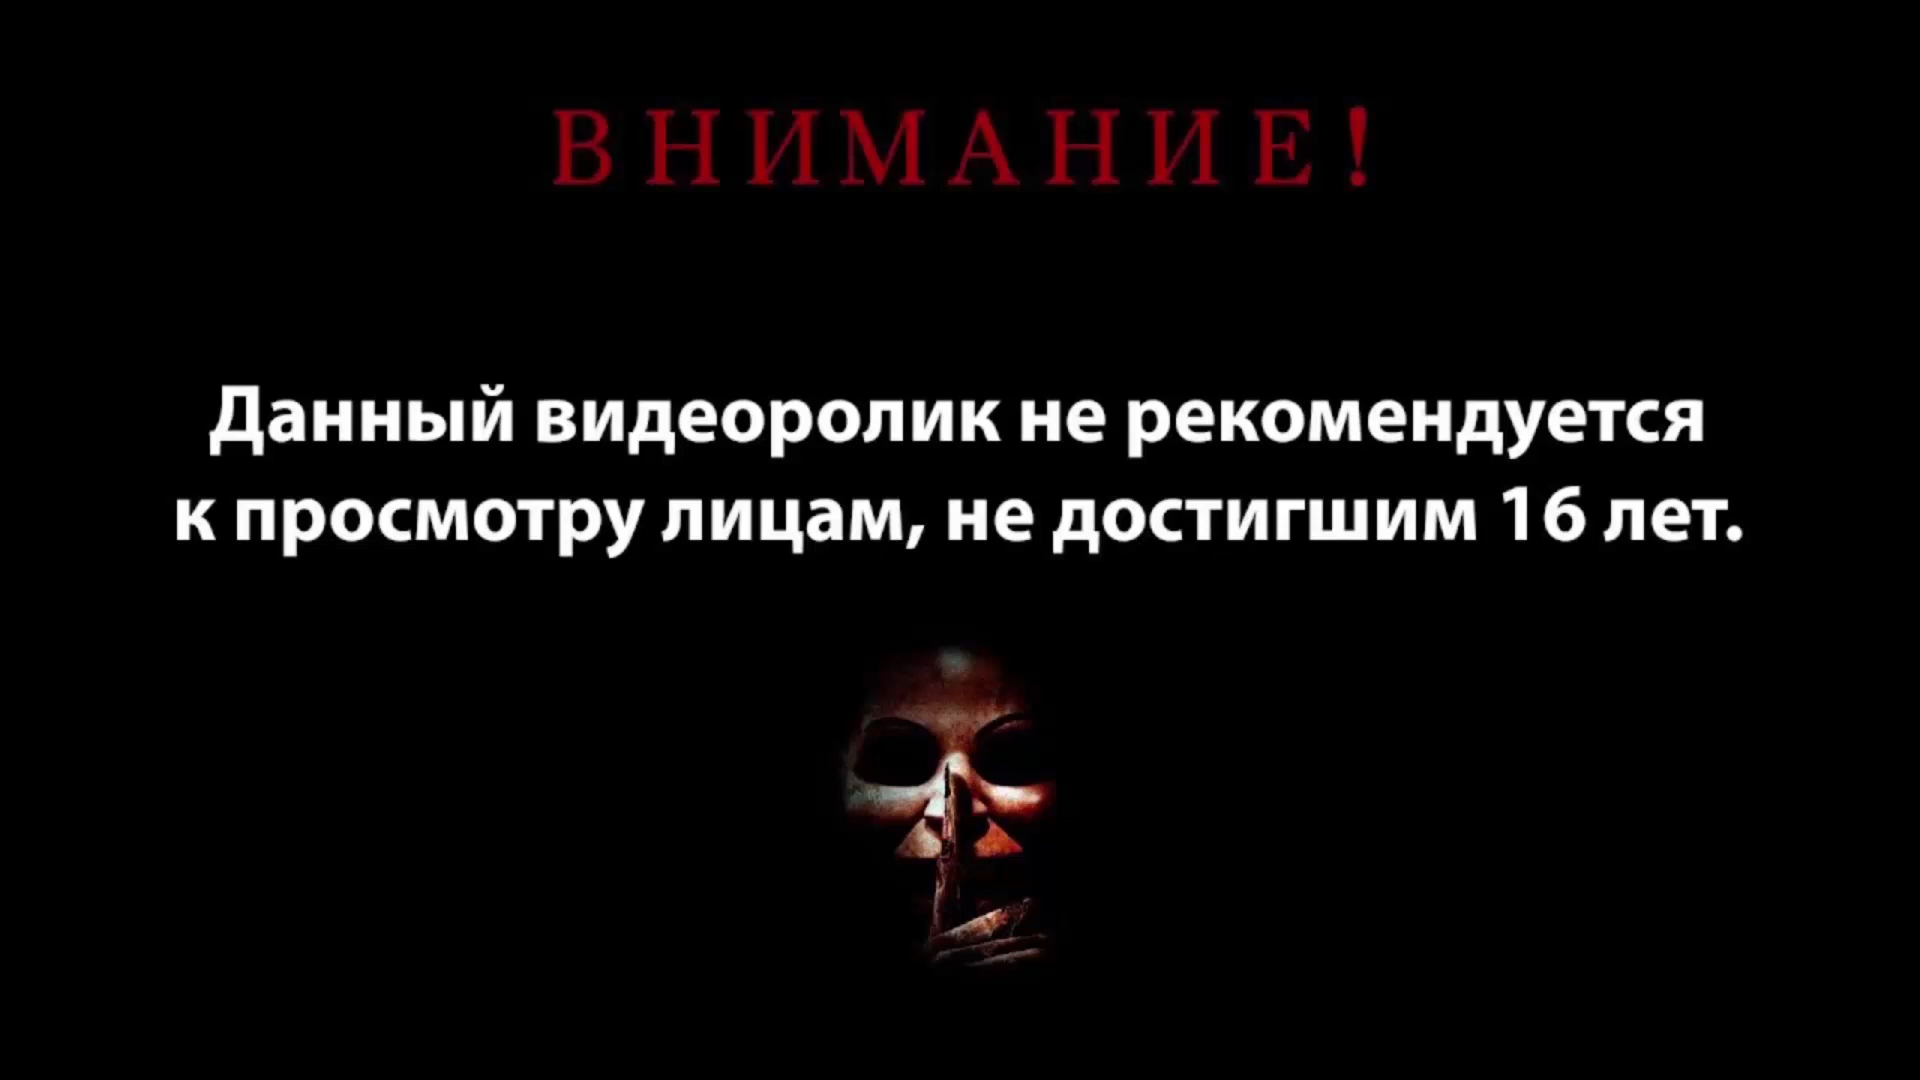 ВНИМАНИЕ!
Данный видеоролик не рекомендуется
к просмотру лицам, не достигшим 16 лет.